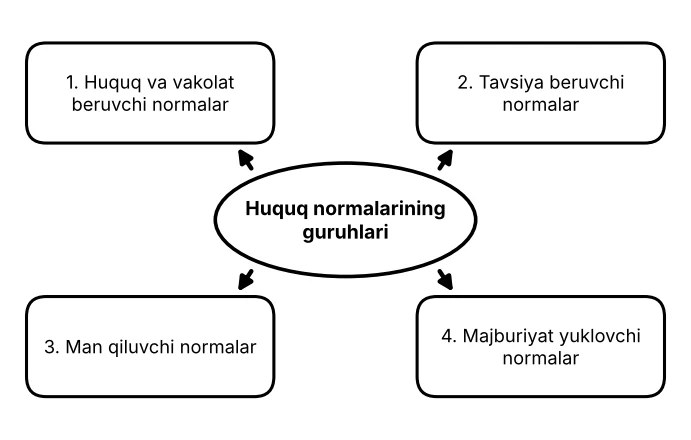 1. Huquq va vakolat
beruvchi normalar
2. Tavsiya beruvchi
normalar
Huquq normalarining
guruhlari
3. Man qiluvchi normalar
4. Majburiyat yuklovchi
normalar